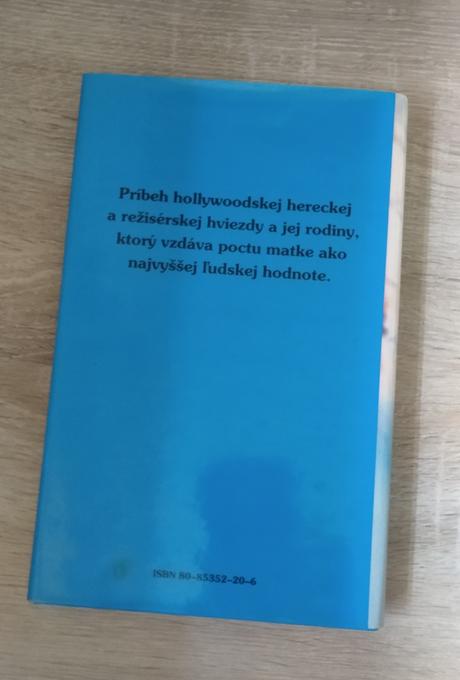 Príbeh hollywoodskej hereckej
a režisérskej hviezdy a jej rodiny,
ktorý vzdáva poctu matke ako
najvyššej ľudskej hodnote.
ISBN 80-85352-20-6